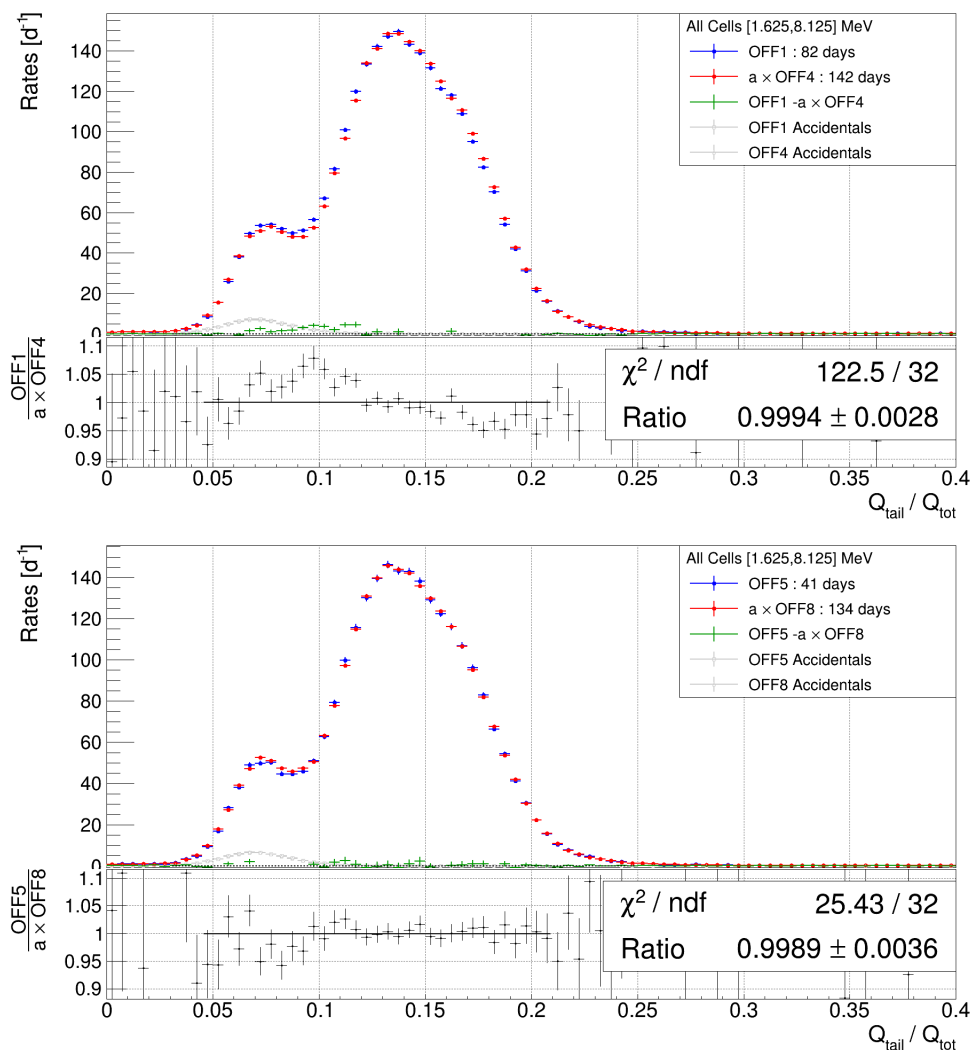 Rates [d⁻¹]
140
120
100
80
60
40
20
0
All Cells [1.625,8.125] MeV
OFF1 : 82 days
a × OFF4 : 142 days
OFF1 -a × OFF4
OFF1 Accidentals
OFF4 Accidentals
OFF1
a × OFF4
1.1
1.05
1
0.95
0.9
χ² / ndf 122.5 / 32
Ratio 0.9994 ± 0.0028
0 0.05 0.1 0.15 0.2 0.25 0.3 0.35 0.4
Q_tail / Q_tot
Rates [d⁻¹]
140
120
100
80
60
40
20
0
All Cells [1.625,8.125] MeV
OFF5 : 41 days
a × OFF8 : 134 days
OFF5 -a × OFF8
OFF5 Accidentals
OFF8 Accidentals
OFF5
a × OFF8
1.1
1.05
1
0.95
0.9
χ² / ndf 25.43 / 32
Ratio 0.9989 ± 0.0036
0 0.05 0.1 0.15 0.2 0.25 0.3 0.35 0.4
Q_tail / Q_tot